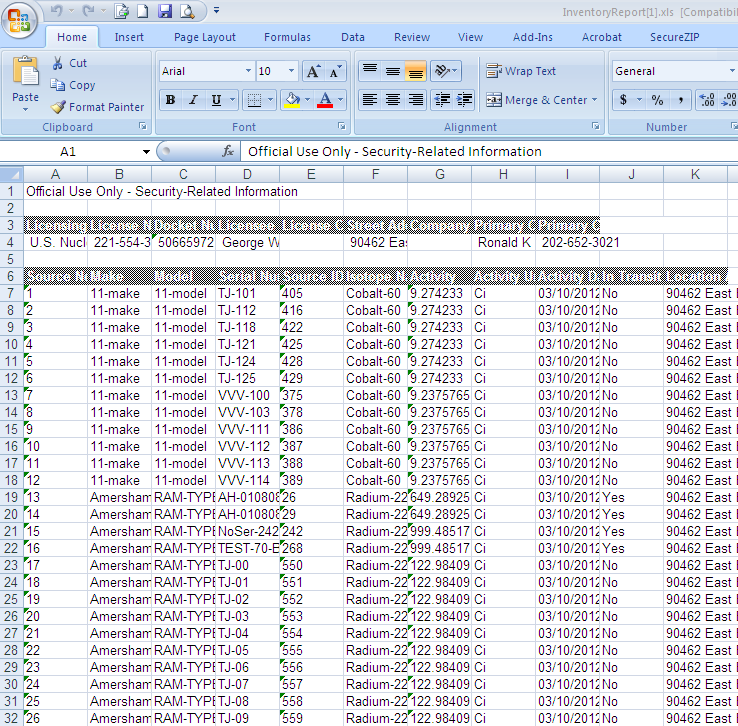 InventoryReport[1].xls [Compatibil
Home Insert Page Layout Formulas Data Review View Add-Ins Acrobat SecureZIP
Paste
Cut
Copy
Format Painter
Clipboard
Arial 10 A A
B I U A
Font
Wrap Text
Merge & Center
Alignment
General
$ % , .00 .00
Number
A1 fx Official Use Only - Security-Related Information
A B C D E F G H I J K
1 Official Use Only - Security-Related Information
2
3 Licensing License N Docket Nu Licensee License C Street Ad Company Primary C Primary C
4 U.S. Nucl 221-554-3 50665972 George W 90462 Eas Ronald K 202-652-3021
5
6 Source N Make Model Serial Nu Source ID Isotope N Activity Activity U Activity D In Transit Location
7 1 11-make 11-model TJ-101 405 Cobalt-60 9.274233 Ci 03/10/2012 No 90462 East
8 2 11-make 11-model TJ-112 416 Cobalt-60 9.274233 Ci 03/10/2012 No 90462 East
9 3 11-make 11-model TJ-118 422 Cobalt-60 9.274233 Ci 03/10/2012 No 90462 East
10 4 11-make 11-model TJ-121 425 Cobalt-60 9.274233 Ci 03/10/2012 No 90462 East
11 5 11-make 11-model TJ-124 428 Cobalt-60 9.274233 Ci 03/10/2012 No 90462 East
12 6 11-make 11-model TJ-125 429 Cobalt-60 9.274233 Ci 03/10/2012 No 90462 East
13 7 11-make 11-model VVV-100 375 Cobalt-60 9.2375765 Ci 03/10/2012 No 90462 East
14 8 11-make 11-model VVV-103 378 Cobalt-60 9.2375765 Ci 03/10/2012 No 90462 East
15 9 11-make 11-model VVV-111 386 Cobalt-60 9.2375765 Ci 03/10/2012 No 90462 East
16 10 11-make 11-model VVV-112 387 Cobalt-60 9.2375765 Ci 03/10/2012 No 90462 East
17 11 11-make 11-model VVV-113 388 Cobalt-60 9.2375765 Ci 03/10/2012 No 90462 East
18 12 11-make 11-model VVV-114 389 Cobalt-60 9.2375765 Ci 03/10/2012 No 90462 East
19 13 Amersham RAM-TYPE AH-010808 26 Radium-22 649.28925 Ci 03/10/2012 Yes 90462 East
20 14 Amersham RAM-TYPE AH-010808 29 Radium-22 649.28925 Ci 03/10/2012 Yes 90462 East
21 15 Amersham RAM-TYPE NoSer-242 242 Radium-22 999.48517 Ci 03/10/2012 Yes 90462 East
22 16 Amersham RAM-TYPE TEST-70-E 268 Radium-22 999.48517 Ci 03/10/2012 Yes 90462 East
23 17 Amersham RAM-TYPE TJ-00 550 Radium-22 122.98409 Ci 03/10/2012 No 90462 East
24 18 Amersham RAM-TYPE TJ-01 551 Radium-22 122.98409 Ci 03/10/2012 No 90462 East
25 19 Amersham RAM-TYPE TJ-02 552 Radium-22 122.98409 Ci 03/10/2012 No 90462 East
26 20 Amersham RAM-TYPE TJ-03 553 Radium-22 122.98409 Ci 03/10/2012 No 90462 East
27 21 Amersham RAM-TYPE TJ-04 554 Radium-22 122.98409 Ci 03/10/2012 No 90462 East
28 22 Amersham RAM-TYPE TJ-05 555 Radium-22 122.98409 Ci 03/10/2012 No 90462 East
29 23 Amersham RAM-TYPE TJ-06 556 Radium-22 122.98409 Ci 03/10/2012 No 90462 East
30 24 Amersham RAM-TYPE TJ-07 557 Radium-22 122.98409 Ci 03/10/2012 No 90462 East
31 25 Amersham RAM-TYPE TJ-08 558 Radium-22 122.98409 Ci 03/10/2012 No 90462 East
32 26 Amersham RAM-TYPE TJ-09 559 Radium-22 122.98409 Ci 03/10/2012 No 90462 East